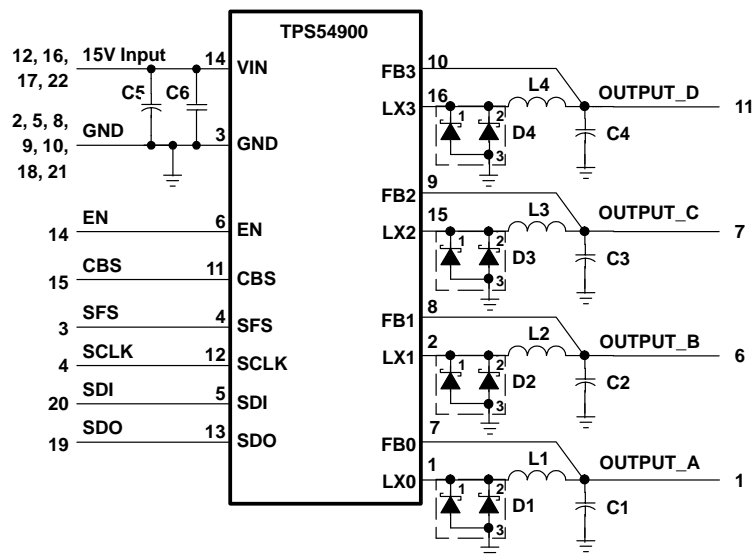 TPS54900
12, 16,
17, 22
15V Input
14
VIN
C5
C6
2, 5, 8,
9, 10,
18, 21
GND
3
GND
14
EN
6
EN
15
CBS
11
CBS
3
SFS
4
SFS
4
SCLK
12
SCLK
20
SDI
5
SDI
19
SDO
13
SDO
FB3
10
LX3
16
1
2
3
D4
L4
OUTPUT_D
11
C4
FB2
9
LX2
15
1
2
3
D3
L3
OUTPUT_C
7
C3
FB1
8
LX1
2
1
2
3
D2
L2
OUTPUT_B
6
C2
FB0
7
LX0
1
1
2
3
D1
L1
OUTPUT_A
1
C1